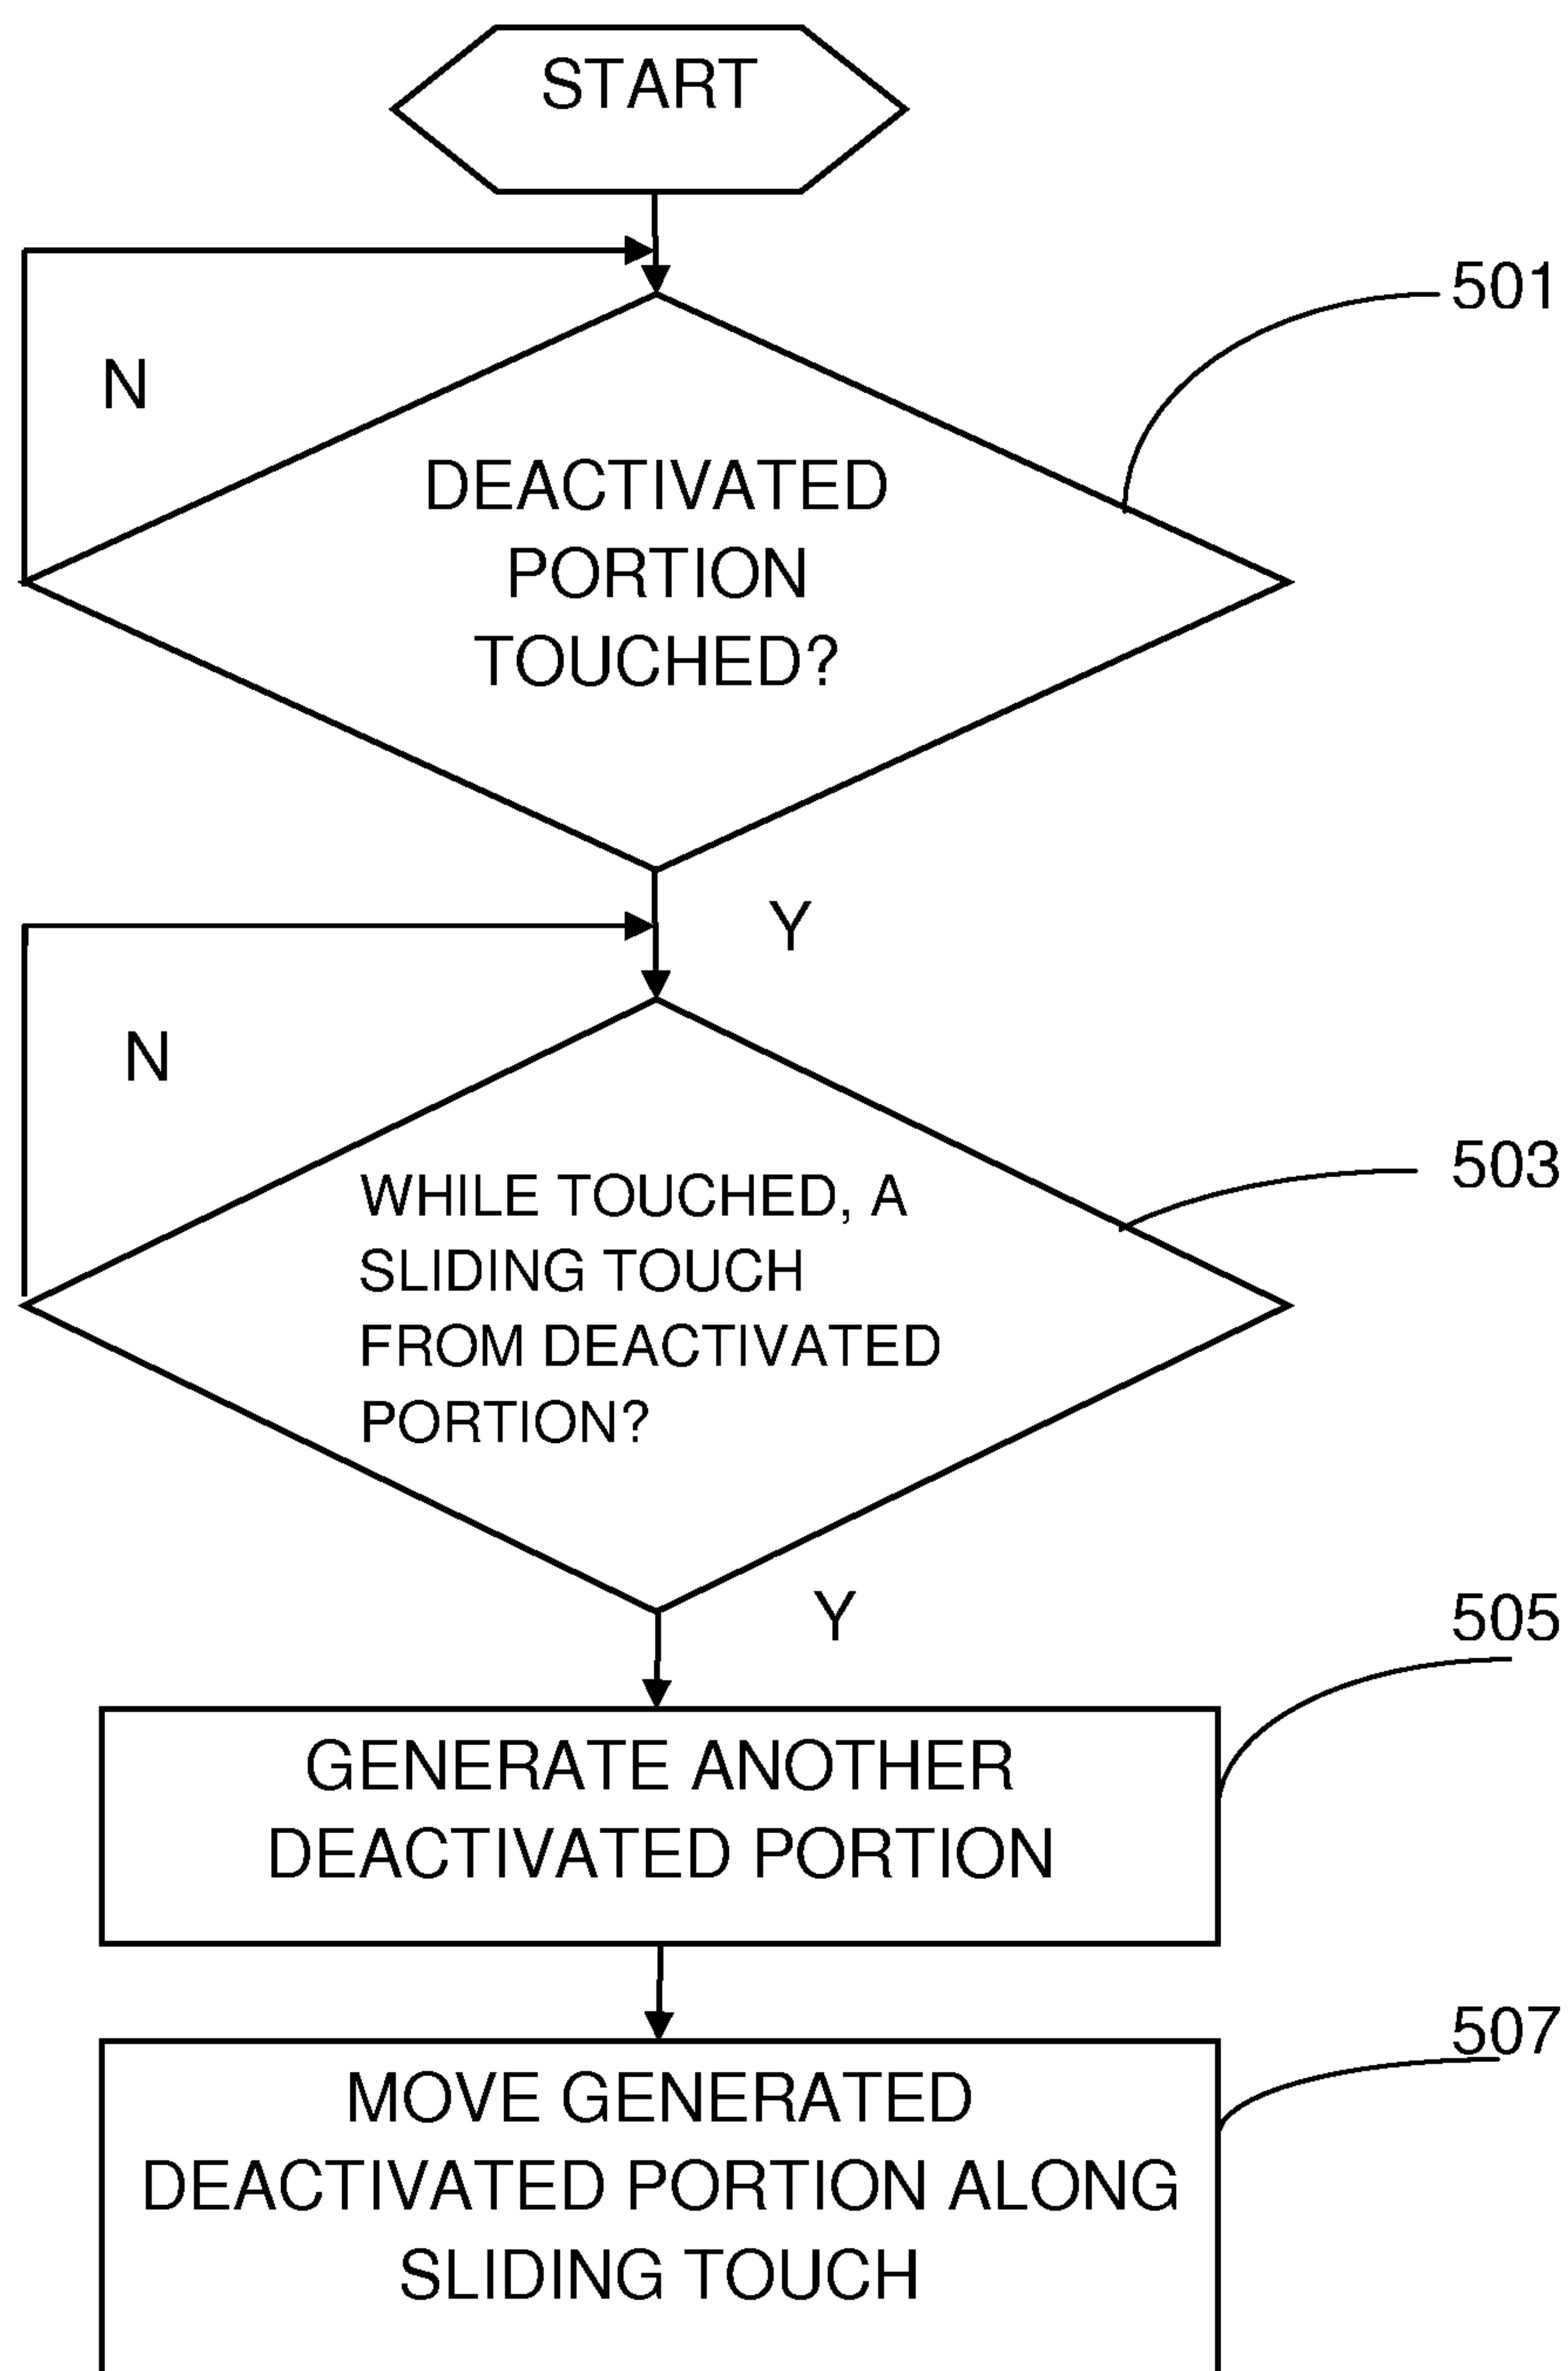 START
501
N
DEACTIVATED
PORTION
TOUCHED?
Y
N
503
WHILE TOUCHED, A
SLIDING TOUCH
FROM DEACTIVATED
PORTION?
Y
505
GENERATE ANOTHER
DEACTIVATED PORTION
507
MOVE GENERATED
DEACTIVATED PORTION ALONG
SLIDING TOUCH